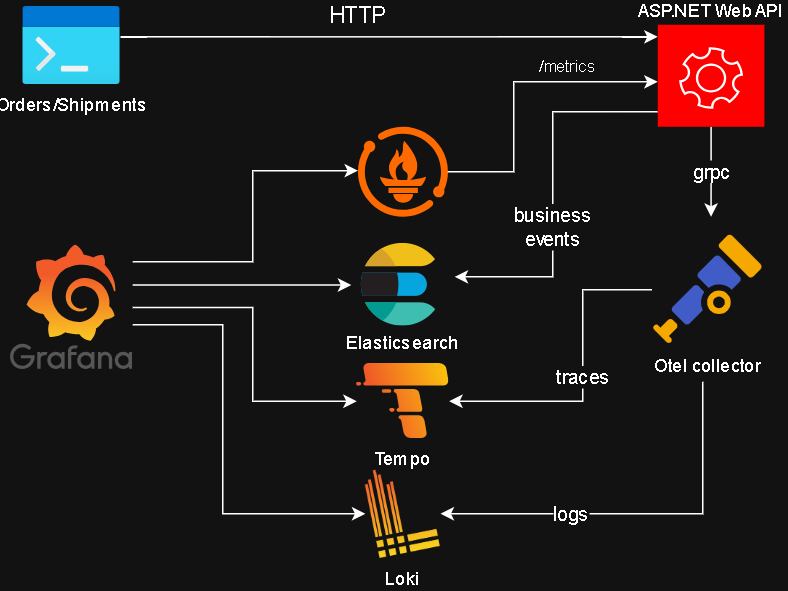 HTTP
ASP.NET Web API
Orders/Shipments
/metrics
grpc
business
events
Grafana
Elasticsearch
Otel collector
traces
Tempo
logs
Loki